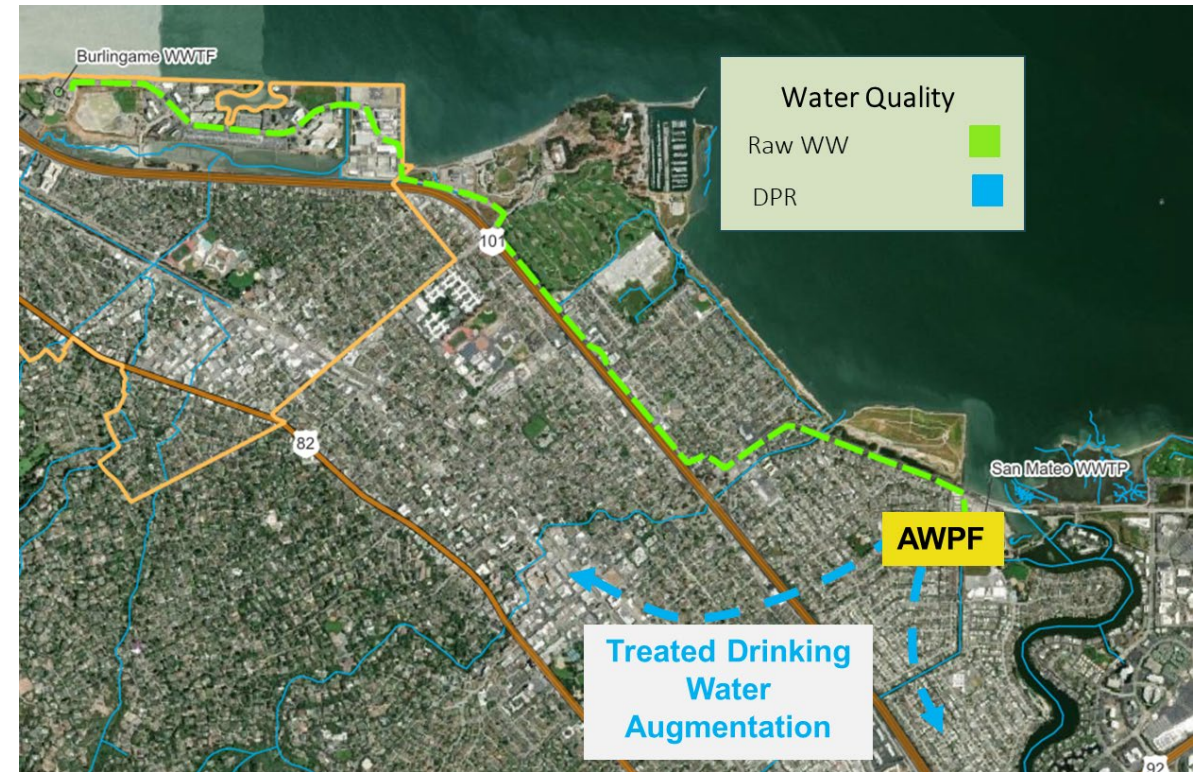 Burlingame WWTF
Water Quality
Raw WW
DPR
101
82
San Mateo WWTP
AWPF
Treated Drinking
Water
Augmentation
92